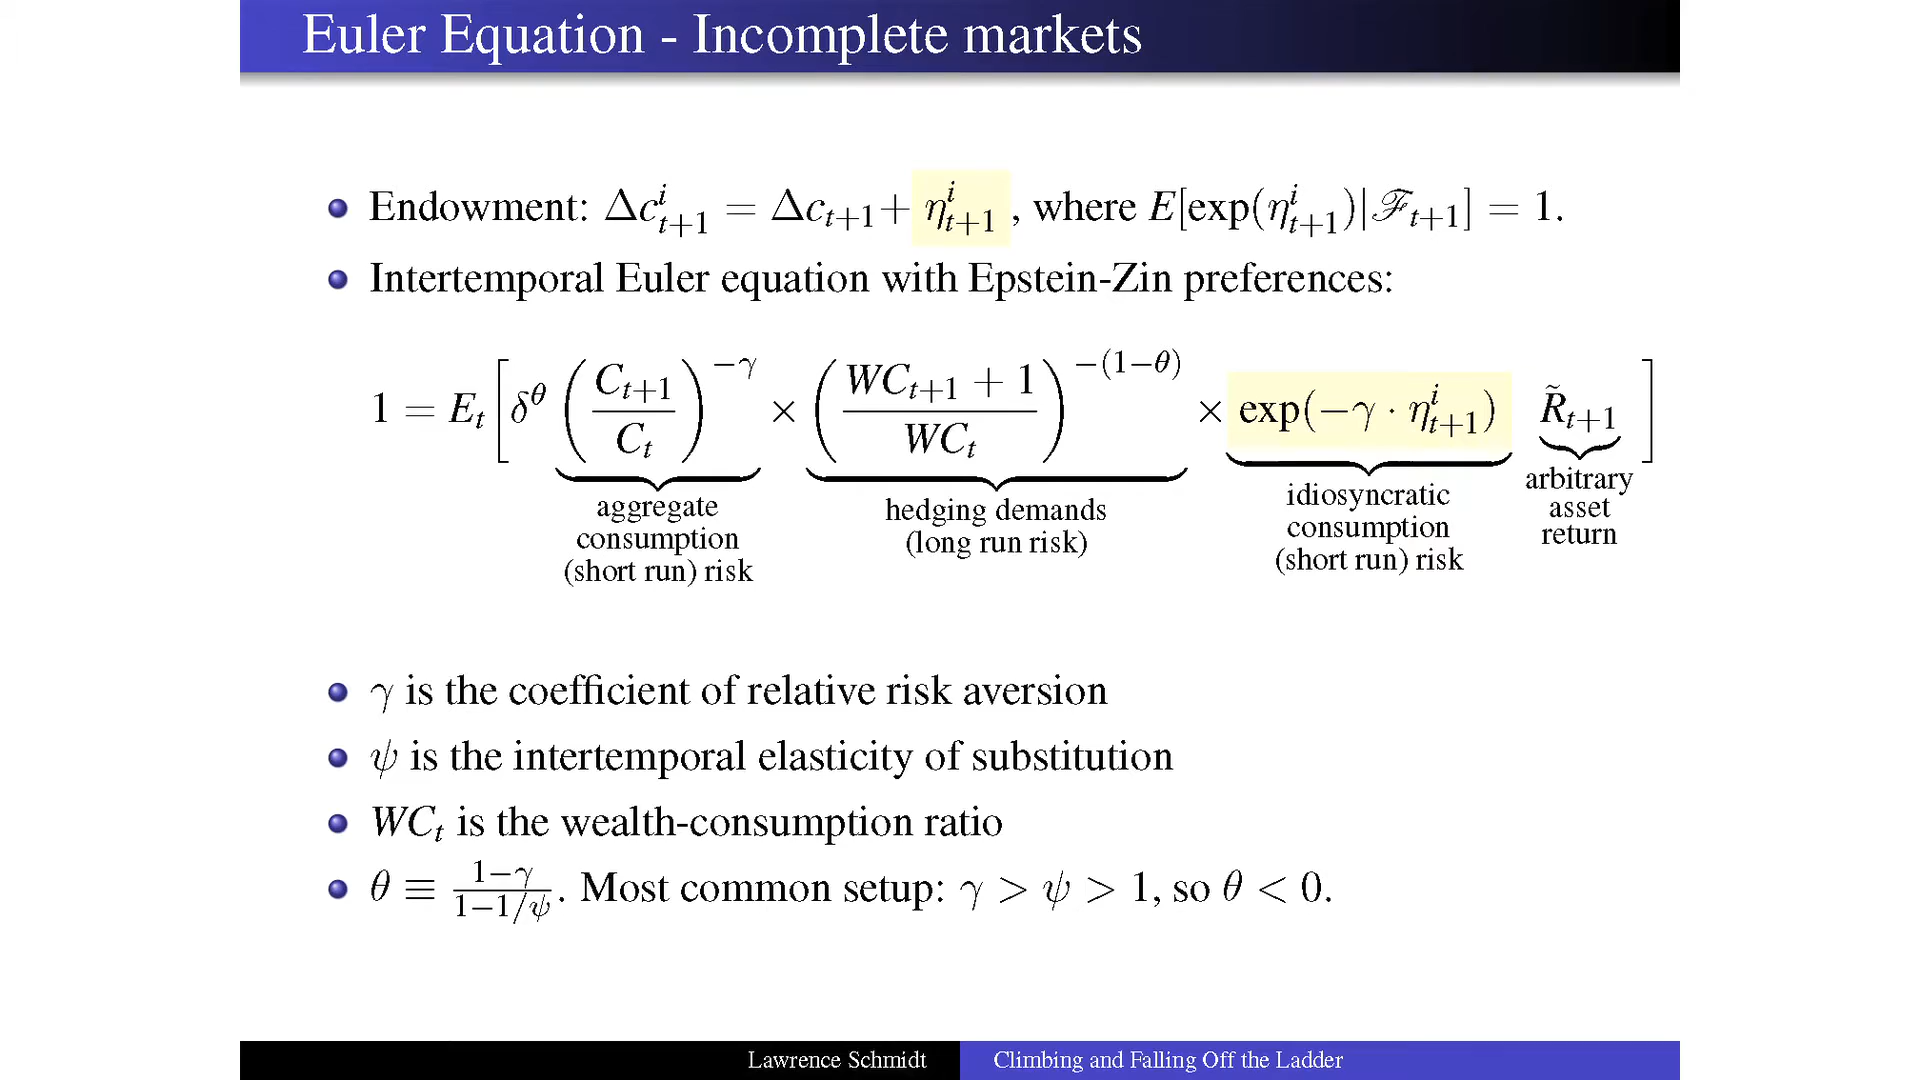 Euler Equation - Incomplete markets
Endowment: Δc^i_{t+1} = Δc_{t+1} + η^i_{t+1}, where E[exp(η^i_{t+1})|ℱ_{t+1}] = 1.
Intertemporal Euler equation with Epstein-Zin preferences:
1 = E_t[δ^θ (C_{t+1}/C_t)^{−γ} × ((WC_{t+1} + 1)/WC_t)^{−(1−θ)} × exp(−γ · η^i_{t+1}) R̃_{t+1}]
aggregate
consumption
(short run) risk
hedging demands
(long run risk)
idiosyncratic
consumption
(short run) risk
arbitrary
asset
return
γ is the coefficient of relative risk aversion
ψ is the intertemporal elasticity of substitution
WC_t is the wealth-consumption ratio
θ ≡ (1−γ)/(1−1/ψ). Most common setup: γ > ψ > 1, so θ < 0.
Lawrence Schmidt
Climbing and Falling Off the Ladder